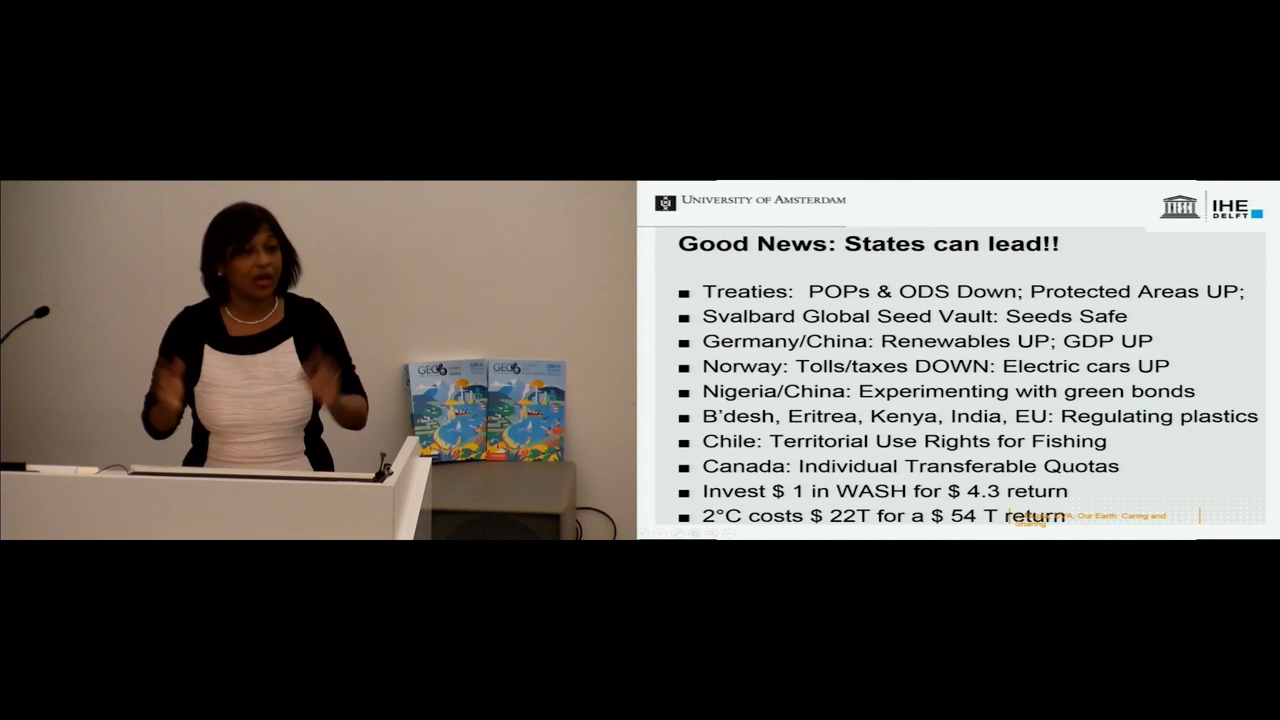 UNIVERSITY OF AMSTERDAM
IHE
DELFT
Good News: States can lead!!
Treaties: POPs & ODS Down; Protected Areas UP;
Svalbard Global Seed Vault: Seeds Safe
Germany/China: Renewables UP; GDP UP
Norway: Tolls/taxes DOWN: Electric cars UP
Nigeria/China: Experimenting with green bonds
B'desh, Eritrea, Kenya, India, EU: Regulating plastics
Chile: Territorial Use Rights for Fishing
Canada: Individual Transferable Quotas
Invest $ 1 in WASH for $ 4.3 return
2°C costs $ 22T for a $ 54 T return
Our Earth: Caring and
Sharing
GEO
GEO